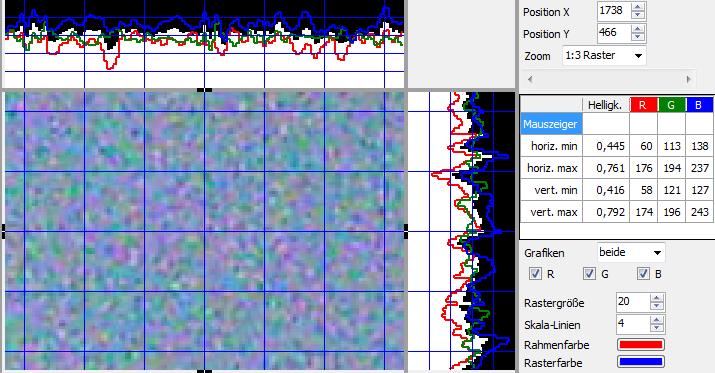 Position X 1738
Position Y 466
Zoom 1:3 Raster
Helligk. R G B
Mauszeiger
horiz. min 0,445 60 113 138
horiz. max 0,761 176 194 237
vert. min 0,416 58 121 127
vert. max 0,792 174 196 243
Grafiken beide
R G B
Rastergröße 20
Skala-Linien 4
Rahmenfarbe
Rasterfarbe